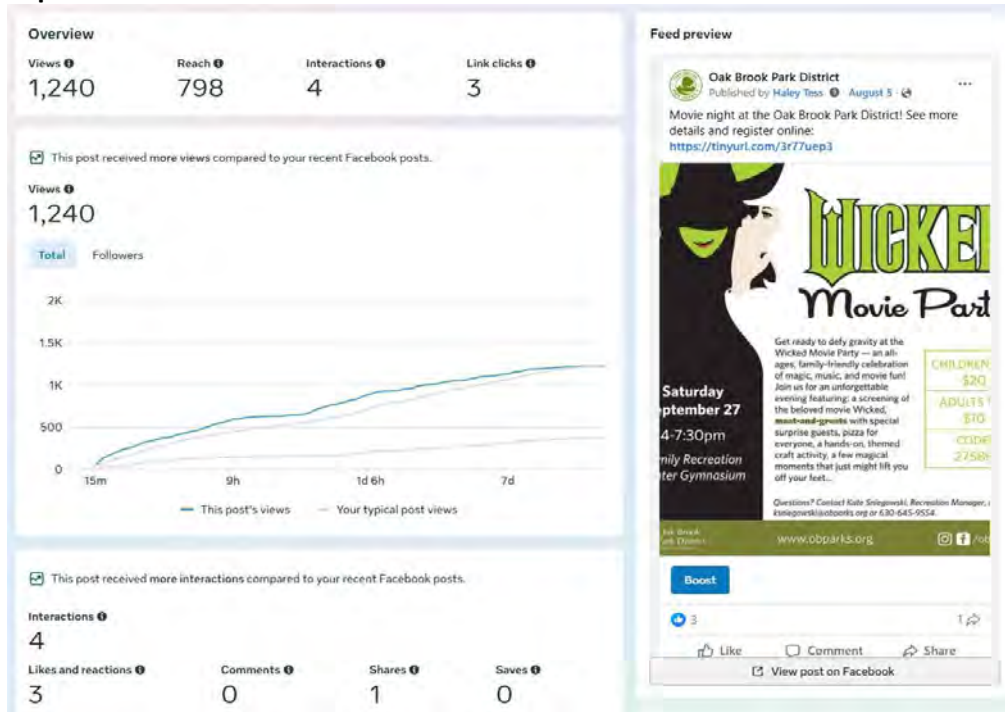 Overview
Views Reach Interactions Link clicks
1,240 798 4 3
This post received more views compared to your recent Facebook posts.
Views
1,240
Total Followers
2K
1.5K
1K
500
0
15m 9h 1d 6h 7d
This post's views Your typical post views
This post received more interactions compared to your recent Facebook posts.
Interactions
4
Likes and reactions Comments Shares Saves
3 0 1 0
Feed preview
Oak Brook Park District
Published by Haley Tess · August 5 ·
Movie night at the Oak Brook Park District! See more
details and register online:
https://tinyurl.com/3r77uep3
WICKE
Movie Part
Get ready to defy gravity at the
Wicked Movie Party — an all-
ages, family-friendly celebration
of magic, music, and movie fun!
Join us for an unforgettable
evening featuring: a screening of
the beloved movie Wicked,
meet-and-greets with special
surprise guests, pizza for
everyone, a hands-on, themed
craft activity, a few magical
moments that just might lift you
off your feet...
CHILDREN
$20
ADULTS
$10
CODE
2758
Saturday
ptember 27
4-7:30pm
mily Recreation
ter Gymnasium
Questions? Contact Kate Sniegowski, Recreation Manager,
ksniegowski@obparks.org or 630-645-9554.
ak Brook
ark District
www.obparks.org
/ob
Boost
3 1
Like Comment Share
View post on Facebook